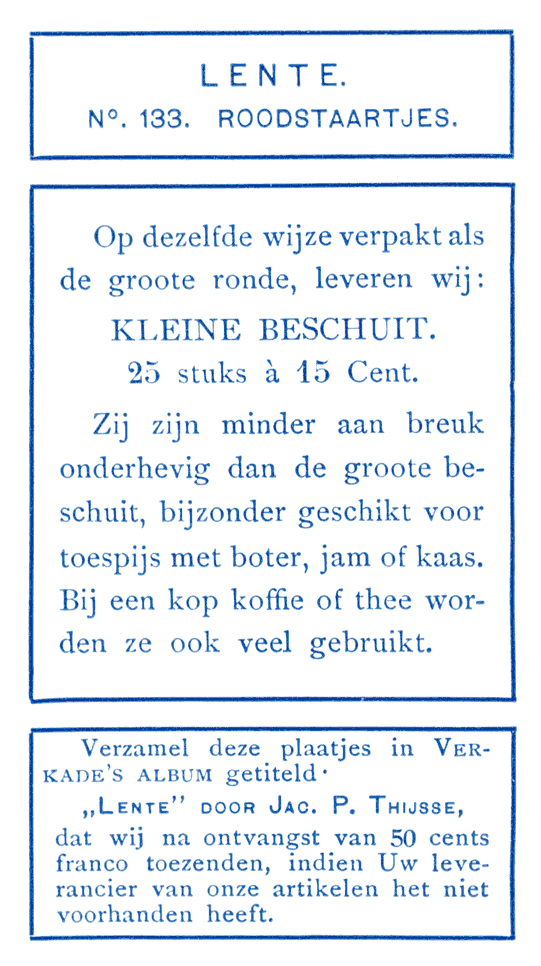 LENTE.
Nº. 133. ROODSTAARTJES.
Op dezelfde wijze verpakt als
de groote ronde, leveren wij:
KLEINE BESCHUIT.
25 stuks à 15 Cent.
Zij zijn minder aan breuk
onderhevig dan de groote be-
schuit, bijzonder geschikt voor
toespijs met boter, jam of kaas.
Bij een kop koffie of thee wor-
den ze ook veel gebruikt.
Verzamel deze plaatjes in VER-
KADE'S ALBUM getiteld·
„LENTE” DOOR JAC. P. THIJSSE,
dat wij na ontvangst van 50 cents
franco toezenden, indien Uw leve-
rancier van onze artikelen het niet
voorhanden heeft.